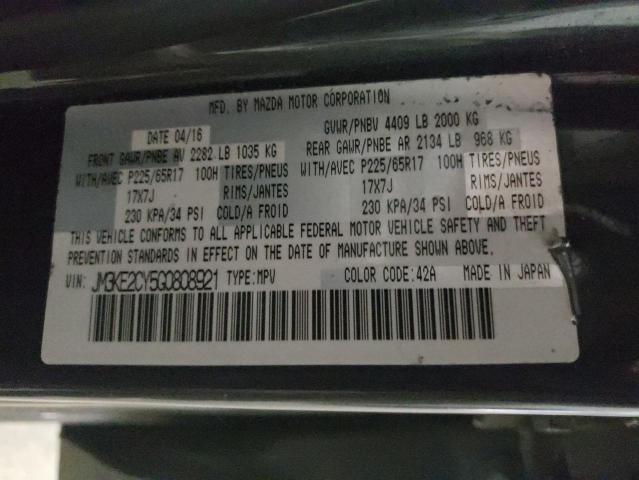 MFD. BY MAZDA MOTOR CORPORATION
DATE 04/16 GVWR/PNBV 4409 LB 2000 KG
FRONT GAWR/PNBE AV 2282 LB 1035 KG REAR GAWR/PNBE AR 2134 LB 968 KG
WITH/AVEC P225/65R17 100H TIRES/PNEUS WITH/AVEC P225/65R17 100H TIRES/PNEUS
17X7J RIMS/JANTES 17X7J RIMS/JANTES
230 KPA/34 PSI COLD/A FROID 230 KPA/34 PSI COLD/A FROID
THIS VEHICLE CONFORMS TO ALL APPLICABLE FEDERAL MOTOR VEHICLE SAFETY AND THEFT
PREVENTION STANDARDS IN EFFECT ON THE DATE OF MANUFACTURE SHOWN ABOVE.
VIN: JM3KE2CY5G0808921 TYPE:MPV COLOR CODE:42A MADE IN JAPAN